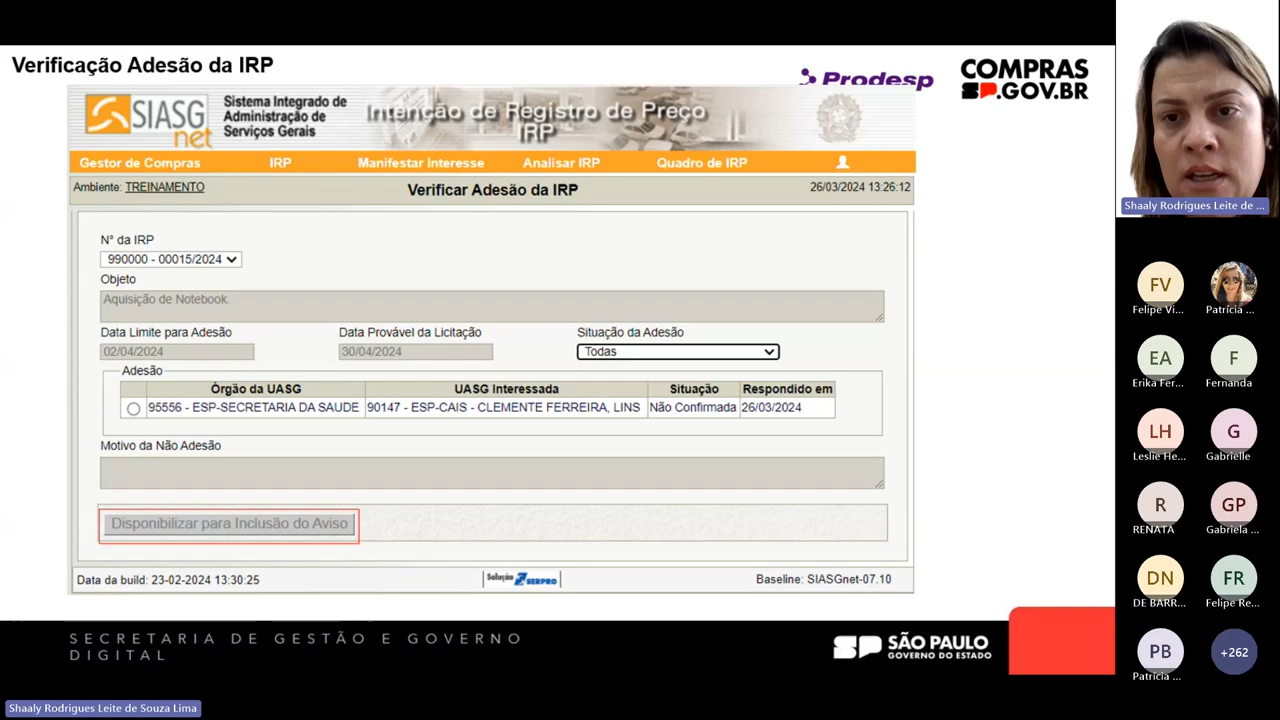 Verificação Adesão da IRP
Prodesp
COMPRAS
SP.GOV.BR
SIASG
net
Sistema Integrado de
Administração de
Serviços Gerais
Intenção de Registro de Preço
IRP
Gestor de Compras IRP Manifestar Interesse Analisar IRP Quadro de IRP
Ambiente: TREINAMENTO Verificar Adesão da IRP 26/03/2024 13:26:12
N° da IRP
990000 - 00015/2024
Objeto
Aquisição de Notebook.
Data Limite para Adesão Data Provável da Licitação Situação da Adesão
02/04/2024 30/04/2024 Todas
Adesão
Órgão da UASG UASG Interessada Situação Respondido em
95556 - ESP-SECRETARIA DA SAUDE 90147 - ESP-CAIS - CLEMENTE FERREIRA, LINS Não Confirmada 26/03/2024
Motivo da Não Adesão
Disponibilizar para Inclusão do Aviso
Data da build: 23-02-2024 13:30:25 Solução SERPRO Baseline: SIASGnet-07.10
SECRETARIA DE GESTÃO E GOVERNO
DIGITAL
SP SÃO PAULO
GOVERNO DO ESTADO
Shaaly Rodrigues Leite de Souza Lima
Shaaly Rodrigues Leite de ...
FV
Felipe Vi... Patrícia ...
EA F
Erika Fer... Fernanda
LH G
Leslie He... Gabrielle
R GP
RENATA Gabriela ...
DN FR
DE BARR... Felipe Re...
PB +262
Patrícia ...